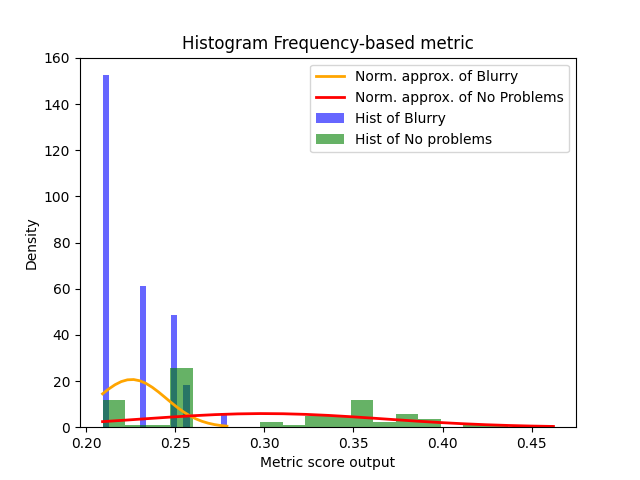 Histogram Frequency-based metric
Norm. approx. of Blurry
Norm. approx. of No Problems
Hist of Blurry
Hist of No problems
Density
160
140
120
100
80
60
40
20
0
0.20 0.25 0.30 0.35 0.40 0.45
Metric score output